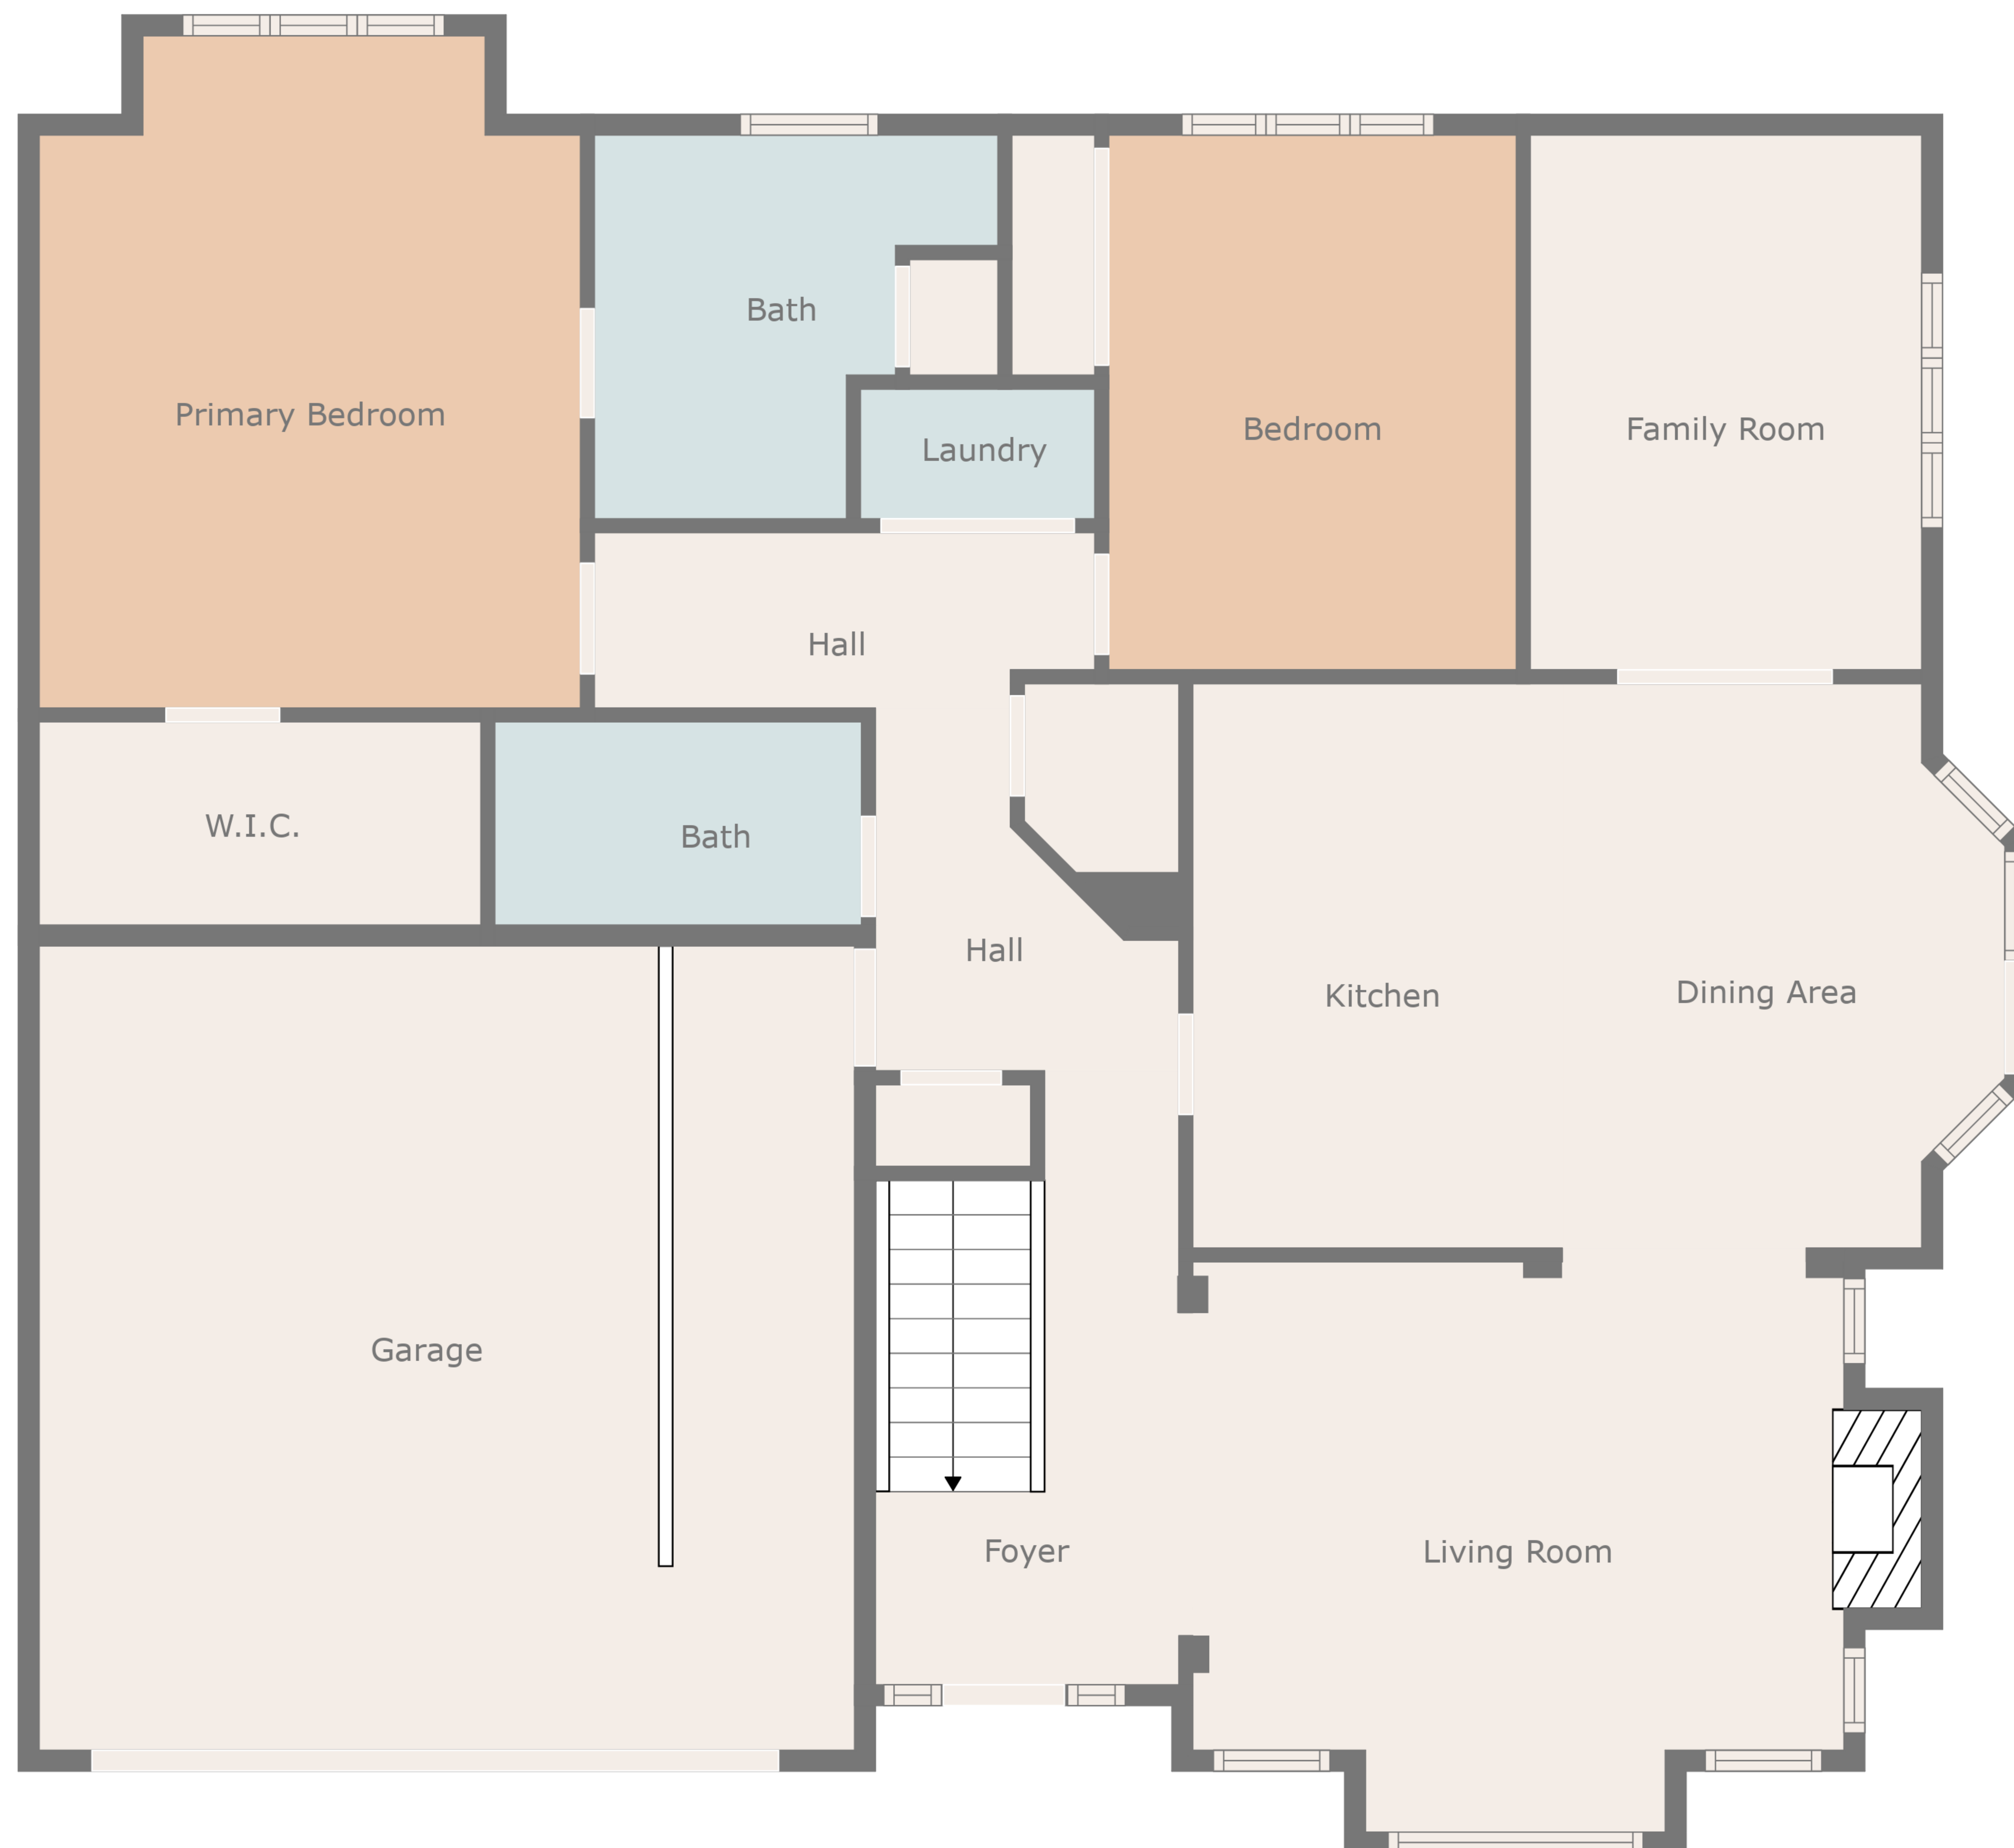 Bath
Primary Bedroom
Bedroom
Family Room
Laundry
Hall
W.I.C.
Bath
Hall
Kitchen
Dining Area
Garage
Foyer
Living Room